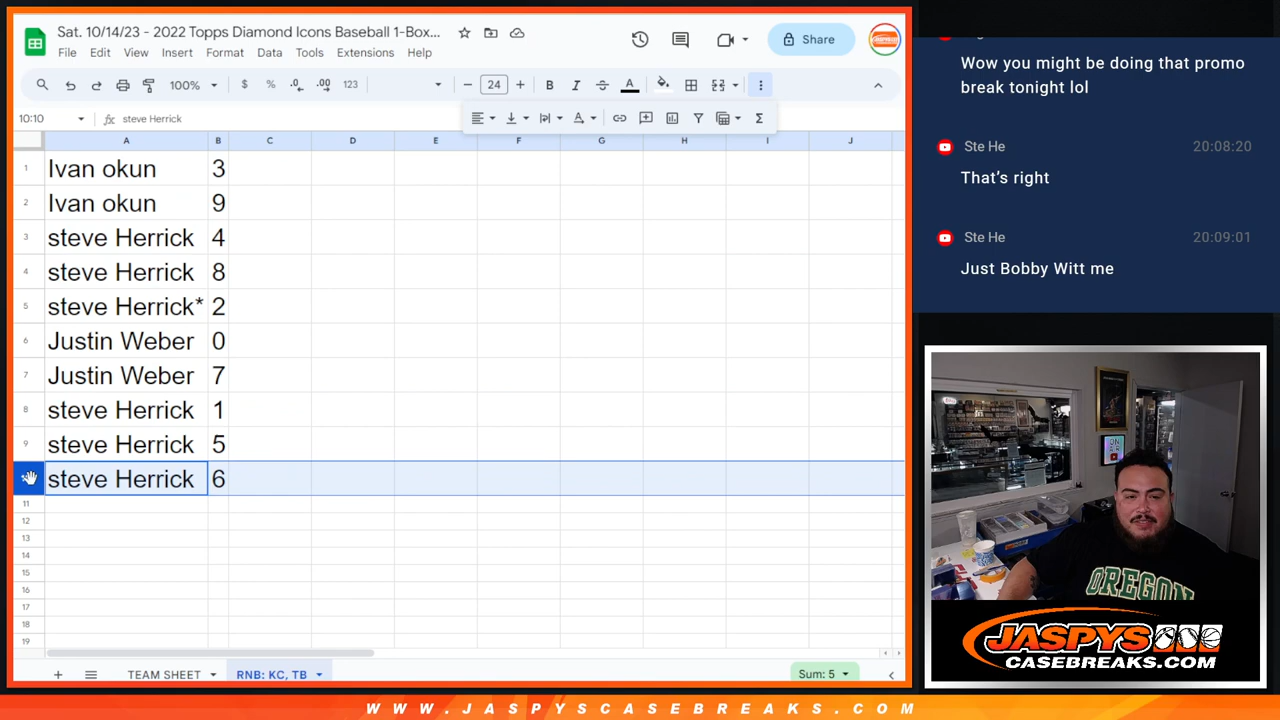 Sat. 10/14/23 - 2022 Topps Diamond Icons Baseball 1-Box...
File Edit View Insert Format Data Tools Extensions Help
Share
100% $ % .0 .00 123 24 B I A
10:10 fx steve Herrick
A B C D E F G H I J
1 Ivan okun 3
2 Ivan okun 9
3 steve Herrick 4
4 steve Herrick 8
5 steve Herrick* 2
6 Justin Weber 0
7 Justin Weber 7
8 steve Herrick 1
9 steve Herrick 5
steve Herrick 6
11
12
13
14
15
16
17
18
19
TEAM SHEET RNB: KC, TB Sum: 5
Wow you might be doing that promo
break tonight lol
Ste He 20:08:20
That's right
Ste He 20:09:01
Just Bobby Witt me
OREGON
JASPYS
CASEBREAKS.COM
WWW.JASPYSCASEBREAKS.COM